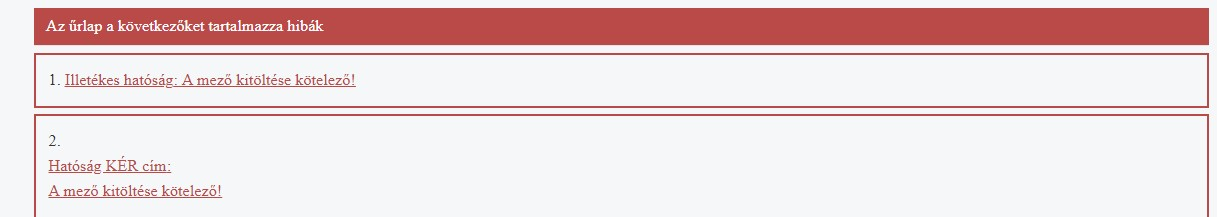 Az űrlap a következőket tartalmazza hibák
1. Illetékes hatóság: A mező kitöltése kötelező!
2.
Hatóság KÉR cím:
A mező kitöltése kötelező!